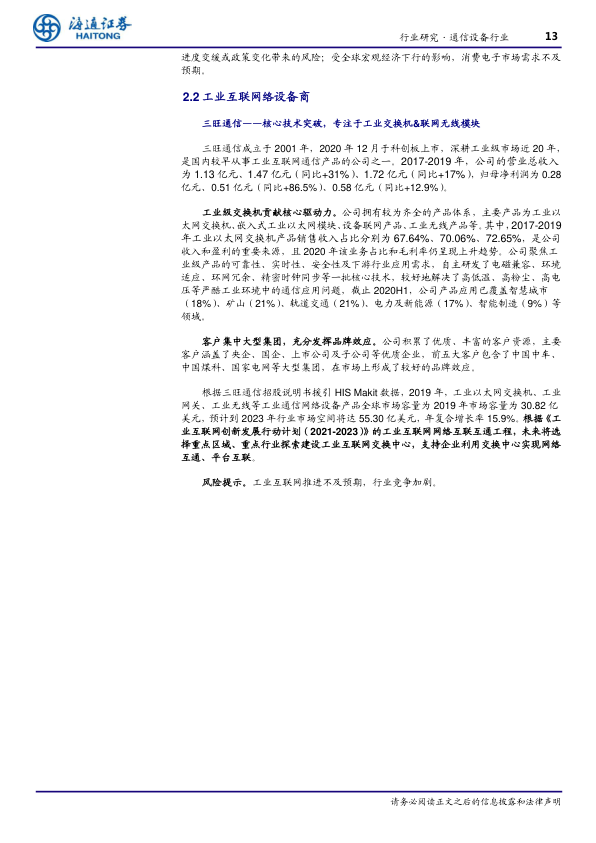 海通证券
HAITONG
行业研究·通信设备行业
13
进度交缓或政策变化带来的风险；受全球宏观经济下行的影响，消费电子市场需求不及
预期。
2.2 工业互联网络设备商
三旺通信——核心技术突破，专注于工业交换机&联网无线模块
三旺通信成立于 2001 年，2020 年 12 月于科创板上市，深耕工业级市场近 20 年，
是国内较早从事工业互联网通信产品的公司之一。2017-2019 年，公司的营业总收入
为 1.13 亿元、1.47 亿元（同比+31%）、1.72 亿元（同比+17%），归母净利润为 0.28
亿元、0.51 亿元（同比+86.5%）、0.58 亿元（同比+12.9%）。
工业级交换机贡献核心驱动力。公司拥有较为齐全的产品体系，主要产品为工业以
太网交换机、嵌入式工业以太网模块、设备联网产品、工业无线产品等。其中，2017-2019
年工业以太网交换机产品销售收入占比分别为 67.64%、70.06%、72.65%，是公司
收入和盈利的重要来源，且 2020 年该业务占比和毛利率仍呈现上升趋势。公司聚焦工
业级产品的可靠性、实时性、安全性及下游行业应用需求，自主研发了电磁兼容、环境
适应、环网冗余、精密时钟同步等一批核心技术，较好地解决了高低温、高粉尘、高电
压等严酷工业环境中的通信应用问题，截止 2020H1，公司产品应用已覆盖智慧城市
（18%）、矿山（21%）、轨道交通（21%）、电力及新能源（17%）、智能制造（9%）等
领域。
客户集中大型集团，充分发挥品牌效应。公司积累了优质、丰富的客户资源，主要
客户涵盖了央企、国企、上市公司及子公司等优质企业，前五大客户包含了中国中车、
中国煤科、国家电网等大型集团，在市场上形成了较好的品牌效应。
根据三旺通信招股说明书援引 HIS Makit 数据，2019 年，工业以太网交换机、工业
网关、工业无线等工业通信网络设备产品全球市场容量为 2019 年市场容量为 30.82 亿
美元，预计到 2023 年行业市场空间将达 55.30 亿美元，年复合增长率 15.9%。根据《工
业互联网创新发展行动计划（2021-2023）》的工业互联网网络互联互通工程，未来将选
择重点区域、重点行业探索建设工业互联网交换中心，支持企业利用交换中心实现网络
互通、平台互联。
风险提示。工业互联网推进不及预期，行业竞争加剧。
请务必阅读正文之后的信息披露和法律声明